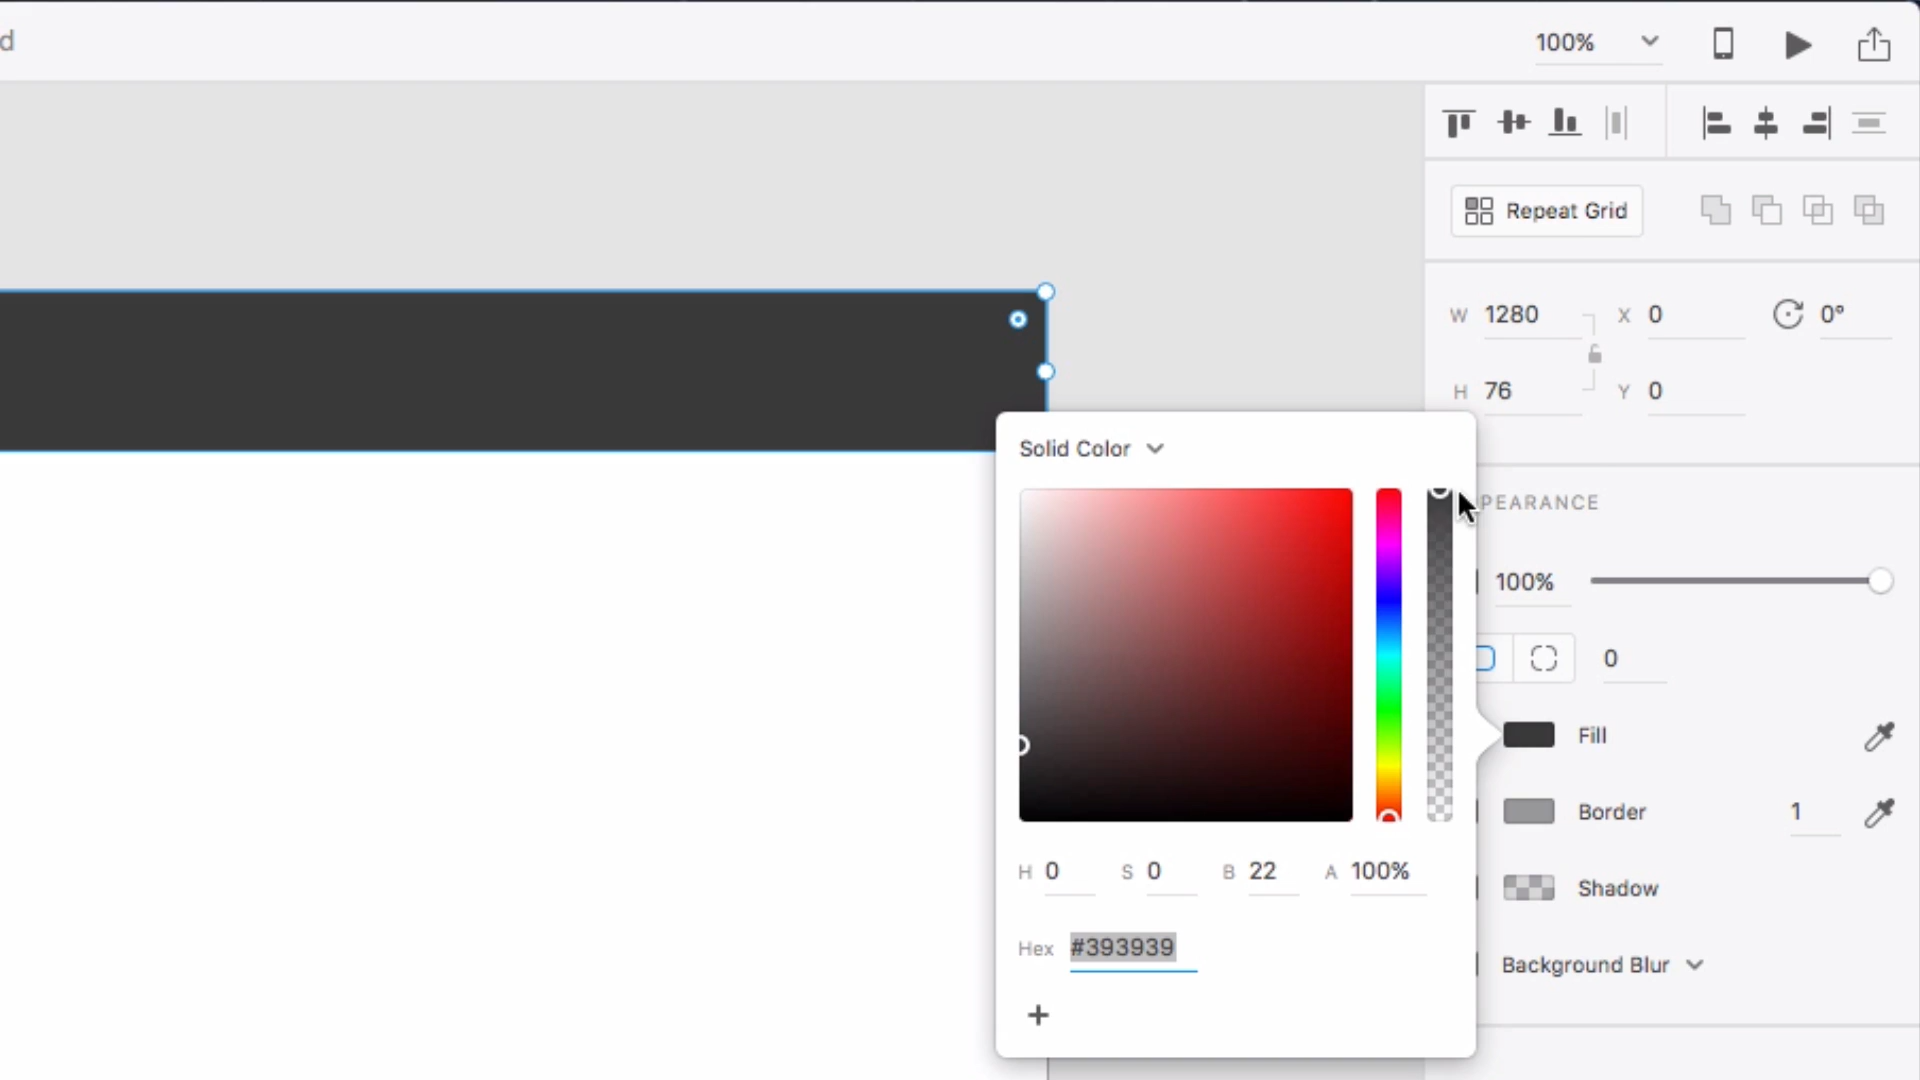 d
100%
Repeat Grid
W 1280 X 0 0°
H 76 Y 0
Solid Color
PEARANCE
100%
0
Fill
Border 1
Shadow
Background Blur
H 0 S 0 B 22 A 100%
Hex #393939
+